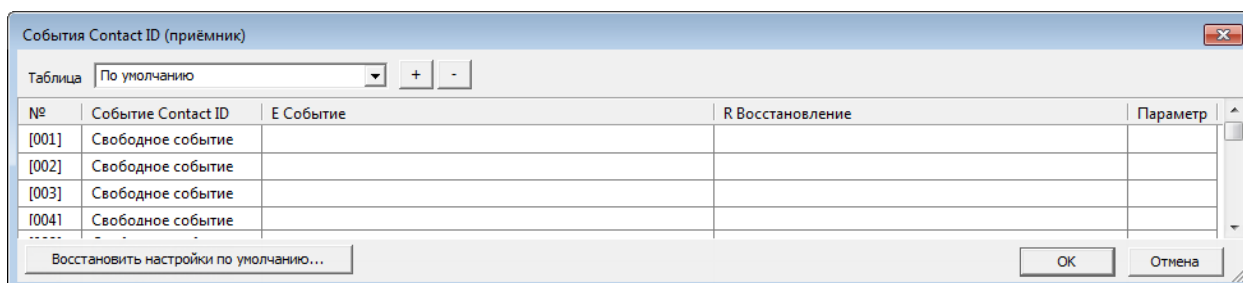 События Contact ID (приёмник)
Таблица По умолчанию + -
№ Событие Contact ID E Событие R Восстановление Параметр
[001] Свободное событие
[002] Свободное событие
[003] Свободное событие
[004] Свободное событие
Восстановить настройки по умолчанию... OK Отмена